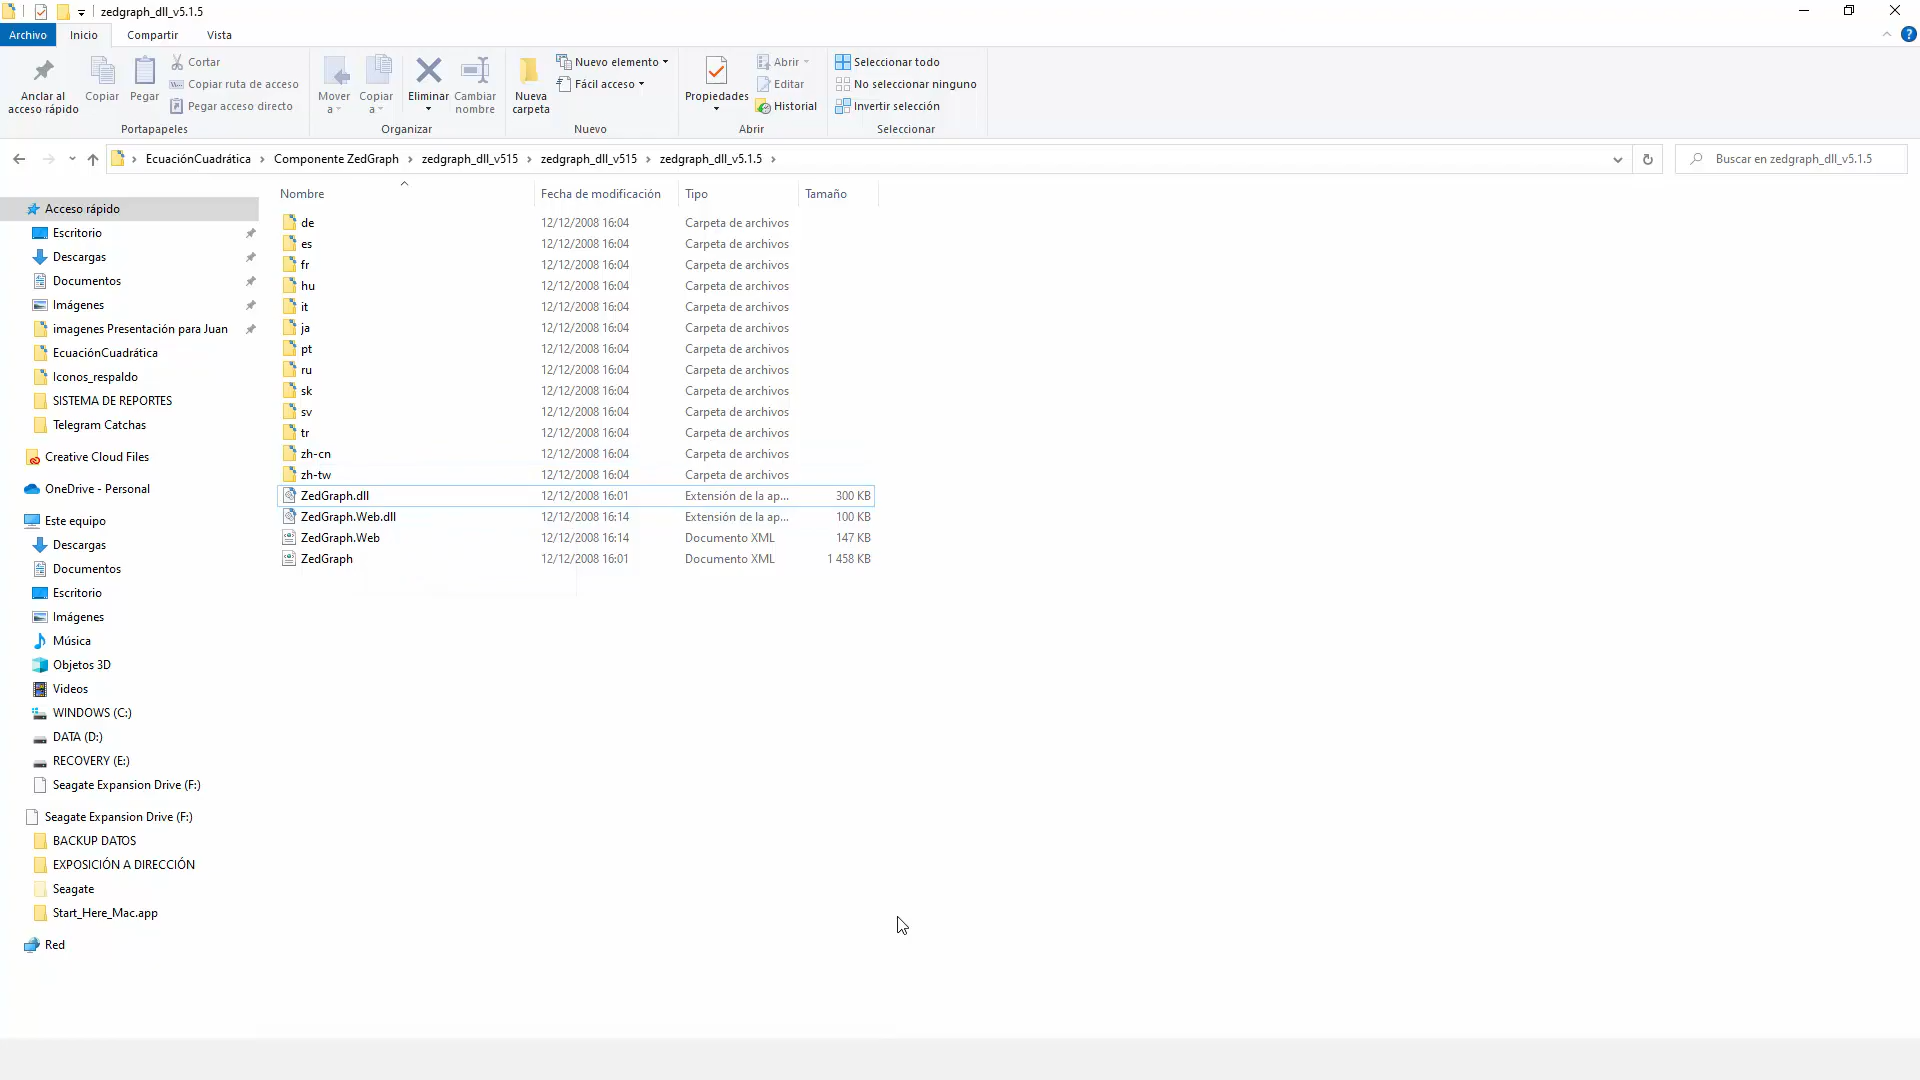 zedgraph_dll_v5.1.5
Archivo Inicio Compartir Vista
Anclar al acceso rápido
Copiar
Pegar
Cortar
Copiar ruta de acceso
Pegar acceso directo
Portapapeles
Mover a
Copiar a
Eliminar
Cambiar nombre
Organizar
Nueva carpeta
Nuevo elemento
Fácil acceso
Nuevo
Propiedades
Abrir
Editar
Historial
Abrir
Seleccionar todo
No seleccionar ninguno
Invertir selección
Seleccionar
EcuaciónCuadrática > Componente ZedGraph > zedgraph_dll_v515 > zedgraph_dll_v515 > zedgraph_dll_v5.1.5 >
Buscar en zedgraph_dll_v5.1.5
Acceso rápido
Escritorio
Descargas
Documentos
Imágenes
imagenes Presentación para Juan
EcuaciónCuadrática
Iconos_respaldo
SISTEMA DE REPORTES
Telegram Catchas
Creative Cloud Files
OneDrive - Personal
Este equipo
Descargas
Documentos
Escritorio
Imágenes
Música
Objetos 3D
Videos
WINDOWS (C:)
DATA (D:)
RECOVERY (E:)
Seagate Expansion Drive (F:)
Seagate Expansion Drive (F:)
BACKUP DATOS
EXPOSICIÓN A DIRECCIÓN
Seagate
Start_Here_Mac.app
Red
Nombre Fecha de modificación Tipo Tamaño
de 12/12/2008 16:04 Carpeta de archivos
es 12/12/2008 16:04 Carpeta de archivos
fr 12/12/2008 16:04 Carpeta de archivos
hu 12/12/2008 16:04 Carpeta de archivos
it 12/12/2008 16:04 Carpeta de archivos
ja 12/12/2008 16:04 Carpeta de archivos
pt 12/12/2008 16:04 Carpeta de archivos
ru 12/12/2008 16:04 Carpeta de archivos
sk 12/12/2008 16:04 Carpeta de archivos
sv 12/12/2008 16:04 Carpeta de archivos
tr 12/12/2008 16:04 Carpeta de archivos
zh-cn 12/12/2008 16:04 Carpeta de archivos
zh-tw 12/12/2008 16:04 Carpeta de archivos
ZedGraph.dll 12/12/2008 16:01 Extensión de la ap... 300 KB
ZedGraph.Web.dll 12/12/2008 16:14 Extensión de la ap... 100 KB
ZedGraph.Web 12/12/2008 16:14 Documento XML 147 KB
ZedGraph 12/12/2008 16:01 Documento XML 1 458 KB